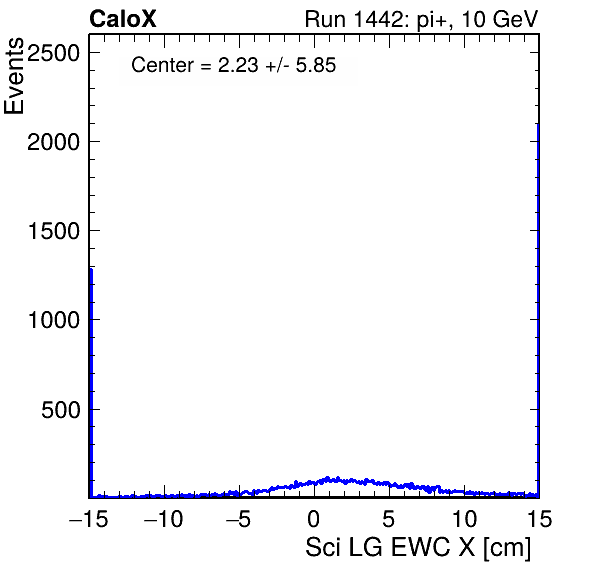 CaloX
Run 1442: pi+, 10 GeV
Events
Center = 2.23 +/- 5.85
2500
2000
1500
1000
500
−15
−10
−5
0
5
10
15
Sci LG EWC X [cm]